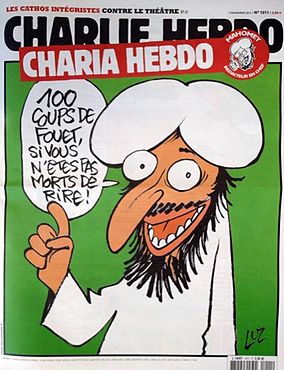 LES CATHOS INTÉGRISTES CONTRE LE THÉÂTRE
CHARLIE HEBDO
CHARIA HEBDO
MAHOMET
RÉDACTEUR EN CHEF
100
COUPS DE
FOUET,
SI VOUS
N'ÊTES PAS
MORTS DE
RIRE!
LUZ